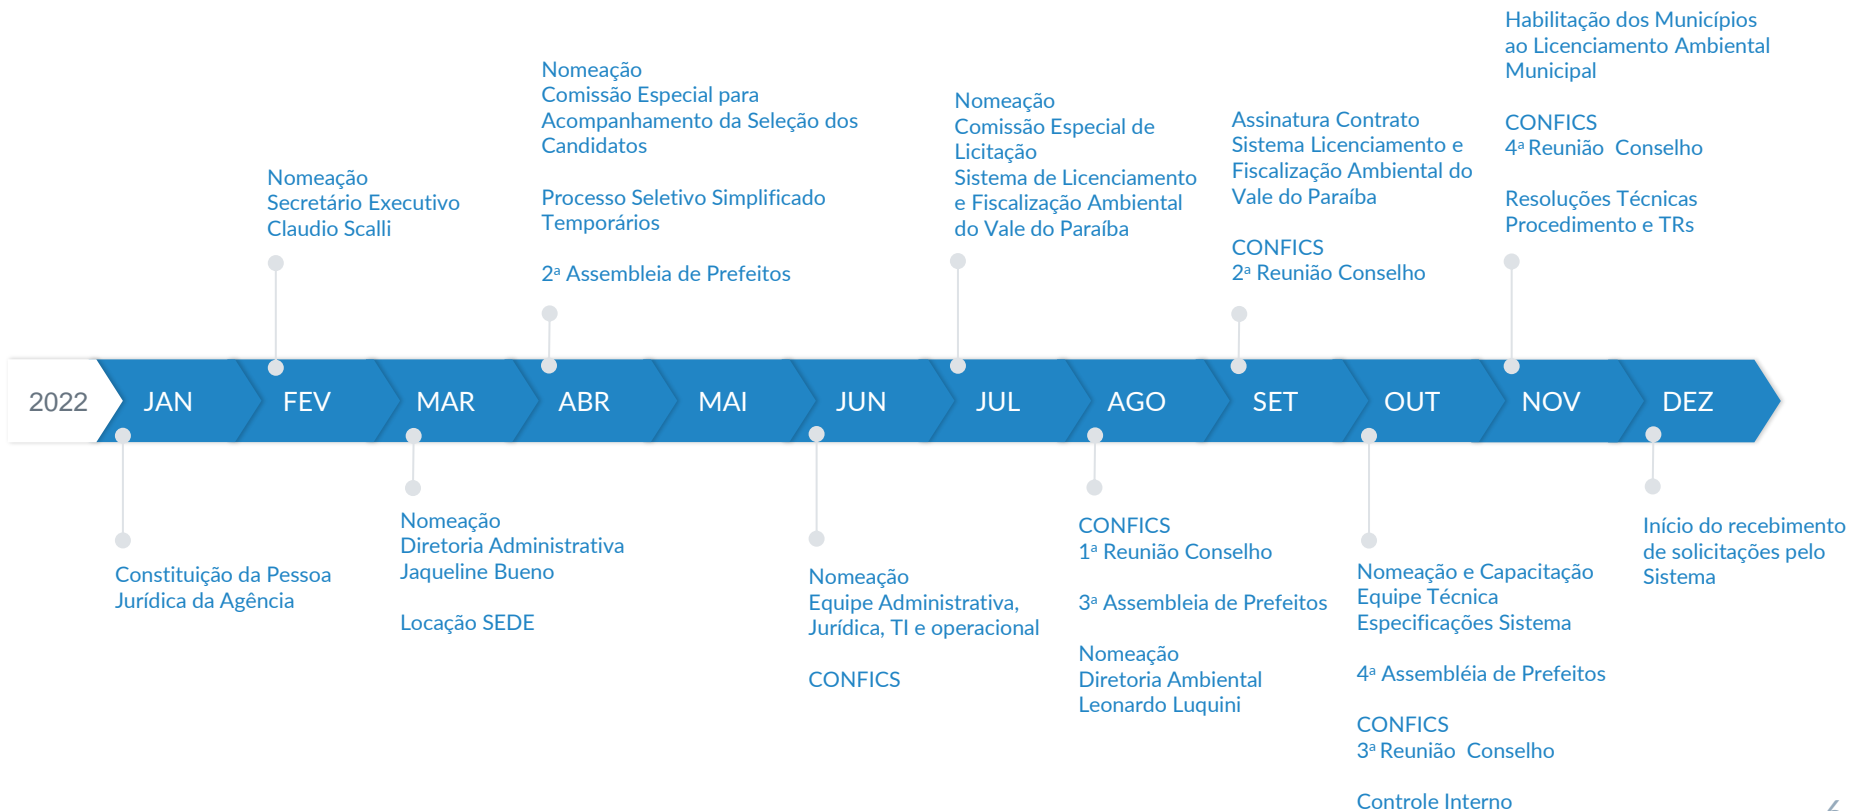 Habilitação dos Municípios
ao Licenciamento Ambiental
Municipal
CONFICS
4ª Reunião Conselho
Resoluções Técnicas
Procedimento e TRs
Nomeação
Comissão Especial para
Acompanhamento da Seleção dos
Candidatos
Processo Seletivo Simplificado
Temporários
2ª Assembleia de Prefeitos
Nomeação
Comissão Especial de
Licitação
Sistema de Licenciamento
e Fiscalização Ambiental
do Vale do Paraíba
Assinatura Contrato
Sistema Licenciamento e
Fiscalização Ambiental do
Vale do Paraíba
CONFICS
2ª Reunião Conselho
Nomeação
Secretário Executivo
Claudio Scalli
2022 JAN FEV MAR ABR MAI JUN JUL AGO SET OUT NOV DEZ
Constituição da Pessoa
Jurídica da Agência
Nomeação
Diretoria Administrativa
Jaqueline Bueno
Locação SEDE
Nomeação
Equipe Administrativa,
Jurídica, TI e operacional
CONFICS
CONFICS
1ª Reunião Conselho
3ª Assembleia de Prefeitos
Nomeação
Diretoria Ambiental
Leonardo Luquini
Nomeação e Capacitação
Equipe Técnica
Especificações Sistema
4ª Assembléia de Prefeitos
CONFICS
3ª Reunião Conselho
Controle Interno
Início do recebimento
de solicitações pelo
Sistema